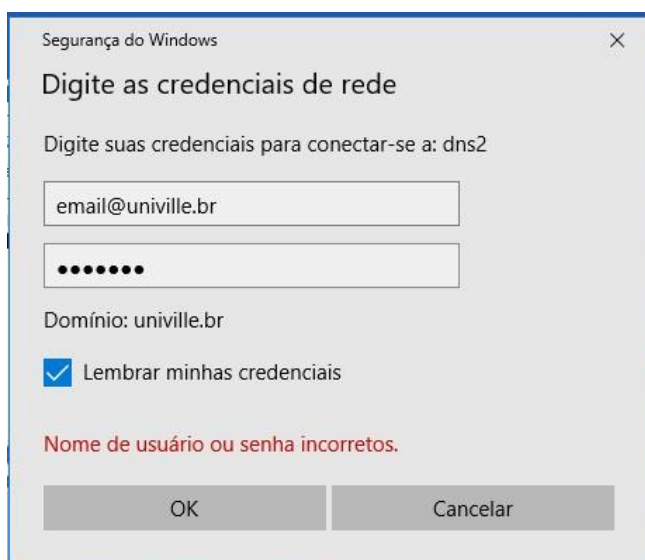 Segurança do Windows
Digite as credenciais de rede
Digite suas credenciais para conectar-se a: dns2
email@univille.br
●●●●●●●
Domínio: univille.br
Lembrar minhas credenciais
Nome de usuário ou senha incorretos.
OK
Cancelar